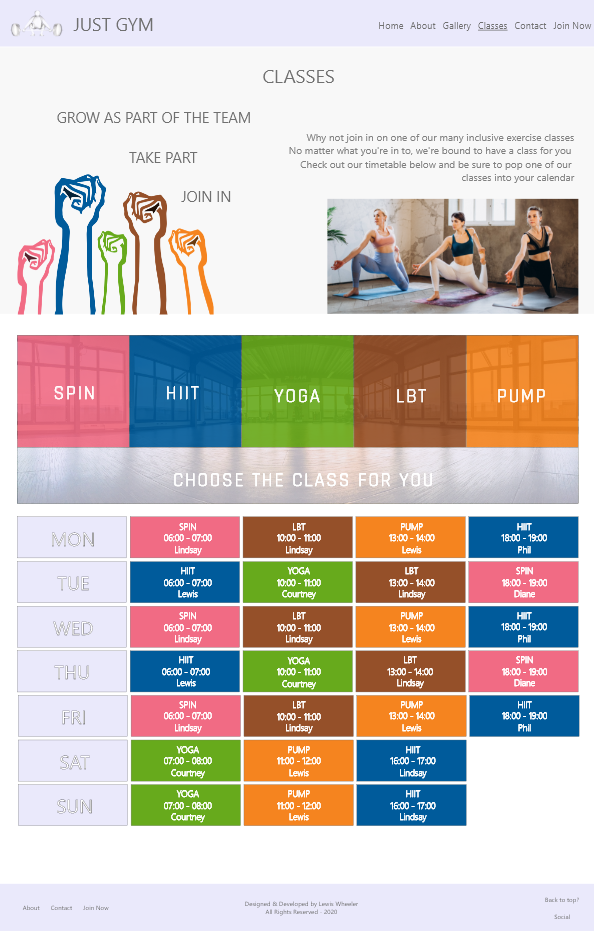 JUST GYM
Home About Gallery Classes Contact Join Now
CLASSES
GROW AS PART OF THE TEAM
TAKE PART
JOIN IN
Why not join in on one of our many inclusive exercise classes
No matter what you're in to, we're bound to have a class for you
Check out our timetable below and be sure to pop one of our
classes into your calendar
SPIN HIIT YOGA LBT PUMP
CHOOSE THE CLASS FOR YOU
MON
SPIN
06:00 - 07:00
Lindsay
LBT
10:00 - 11:00
Lindsay
PUMP
13:00 - 14:00
Lewis
HIIT
18:00 - 19:00
Phil
TUE
HIIT
06:00 - 07:00
Lewis
YOGA
10:00 - 11:00
Courtney
LBT
13:00 - 14:00
Lindsay
SPIN
18:00 - 19:00
Diane
WED
SPIN
06:00 - 07:00
Lindsay
LBT
10:00 - 11:00
Lindsay
PUMP
13:00 - 14:00
Lewis
HIIT
18:00 - 19:00
Phil
THU
HIIT
06:00 - 07:00
Lewis
YOGA
10:00 - 11:00
Courtney
LBT
13:00 - 14:00
Lindsay
SPIN
18:00 - 19:00
Diane
FRI
SPIN
06:00 - 07:00
Lindsay
LBT
10:00 - 11:00
Lindsay
PUMP
13:00 - 14:00
Lewis
HIIT
18:00 - 19:00
Phil
SAT
YOGA
07:00 - 08:00
Courtney
PUMP
11:00 - 12:00
Lewis
HIIT
16:00 - 17:00
Lindsay
SUN
YOGA
07:00 - 08:00
Courtney
PUMP
11:00 - 12:00
Lewis
HIIT
16:00 - 17:00
Lindsay
About Contact Join Now
Designed & Developed by Lewis Wheeler
All Rights Reserved - 2020
Back to top?
Social